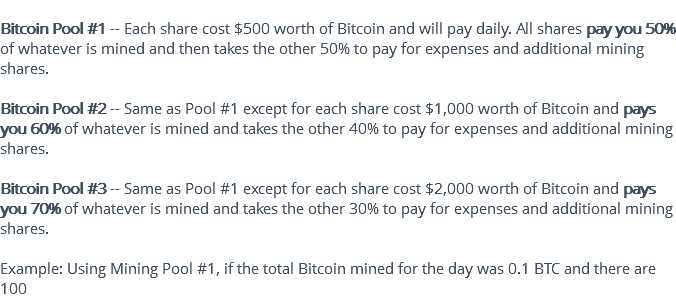 Bitcoin Pool #1 -- Each share cost $500 worth of Bitcoin and will pay daily. All shares pay you 50%
of whatever is mined and then takes the other 50% to pay for expenses and additional mining
shares.
Bitcoin Pool #2 -- Same as Pool #1 except for each share cost $1,000 worth of Bitcoin and pays
you 60% of whatever is mined and takes the other 40% to pay for expenses and additional mining
shares.
Bitcoin Pool #3 -- Same as Pool #1 except for each share cost $2,000 worth of Bitcoin and pays
you 70% of whatever is mined and takes the other 30% to pay for expenses and additional mining
shares.
Example: Using Mining Pool #1, if the total Bitcoin mined for the day was 0.1 BTC and there are
100